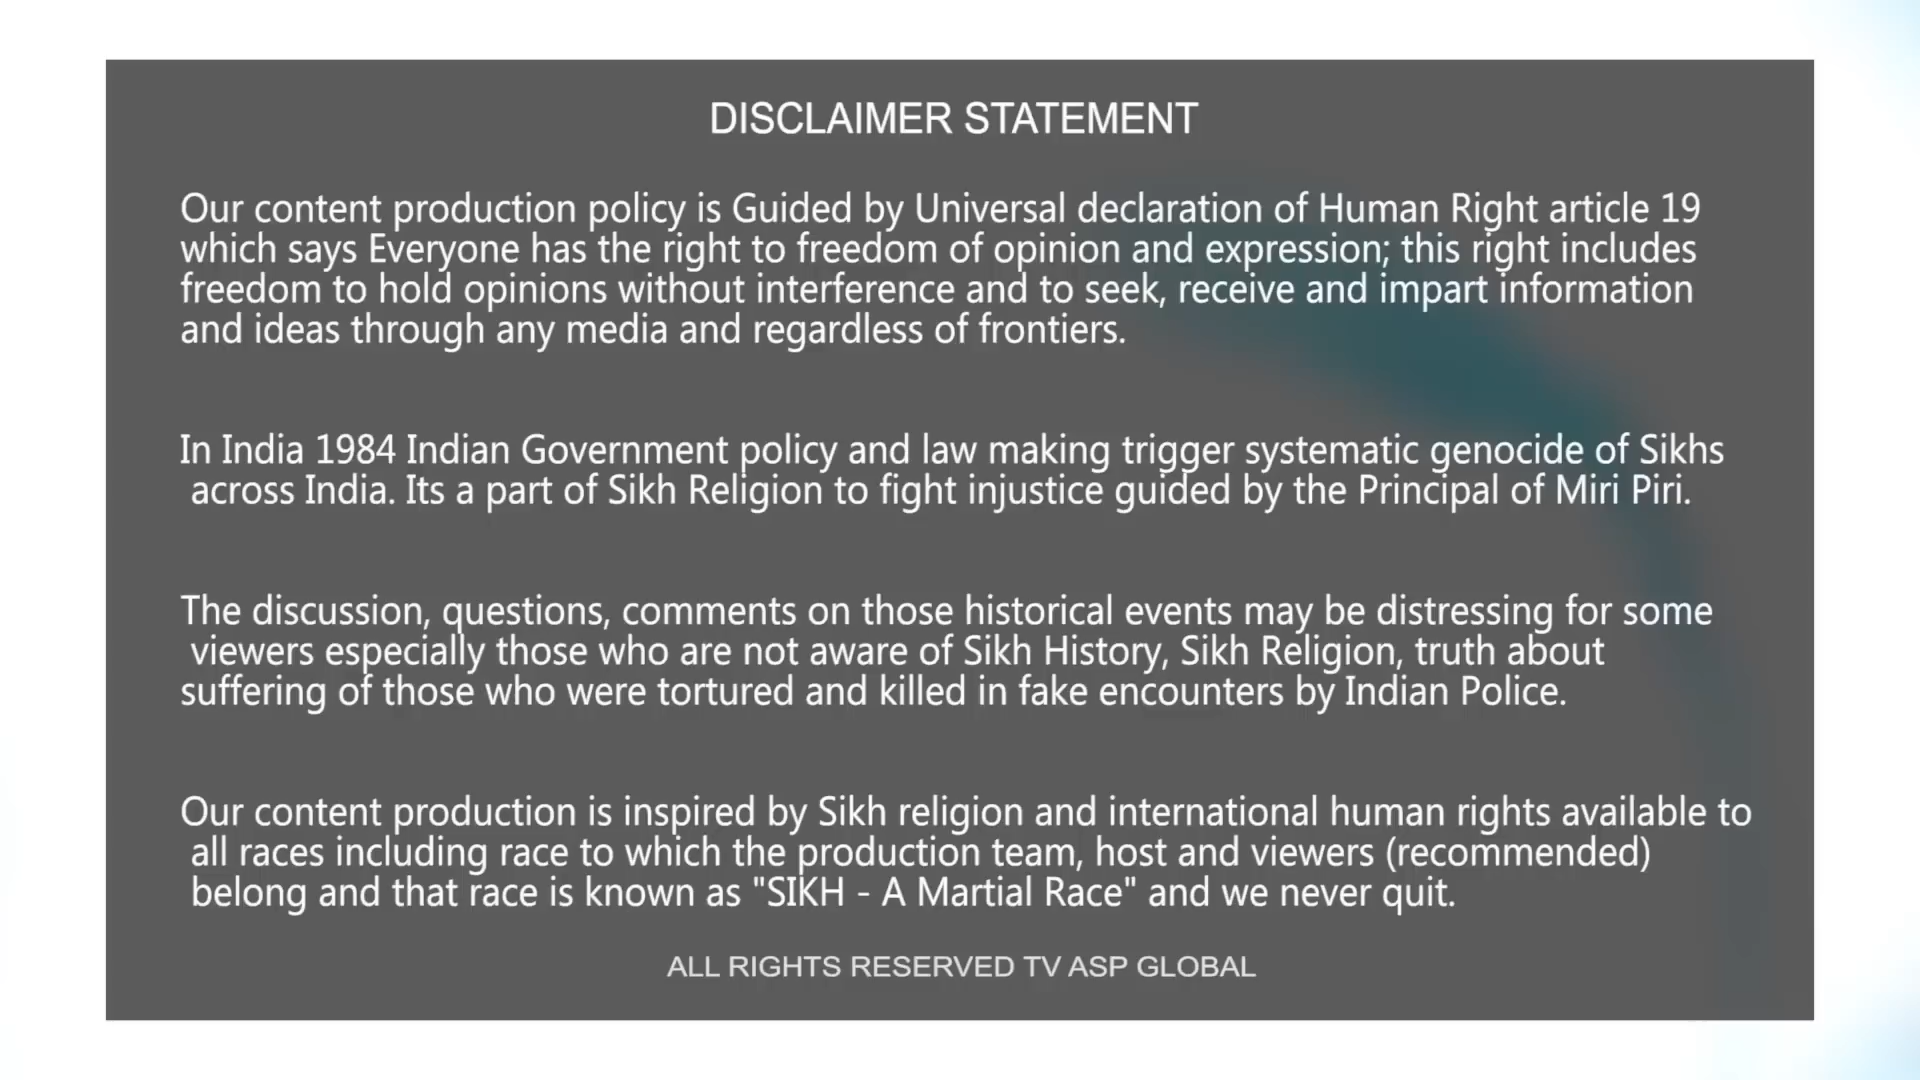 DISCLAIMER STATEMENT
Our content production policy is Guided by Universal declaration of Human Right article 19
which says Everyone has the right to freedom of opinion and expression; this right includes
freedom to hold opinions without interference and to seek, receive and impart information
and ideas through any media and regardless of frontiers.
In India 1984 Indian Government policy and law making trigger systematic genocide of Sikhs
across India. Its a part of Sikh Religion to fight injustice guided by the Principal of Miri Piri.
The discussion, questions, comments on those historical events may be distressing for some
viewers especially those who are not aware of Sikh History, Sikh Religion, truth about
suffering of those who were tortured and killed in fake encounters by Indian Police.
Our content production is inspired by Sikh religion and international human rights available to
all races including race to which the production team, host and viewers (recommended)
belong and that race is known as "SIKH - A Martial Race" and we never quit.
ALL RIGHTS RESERVED TV ASP GLOBAL